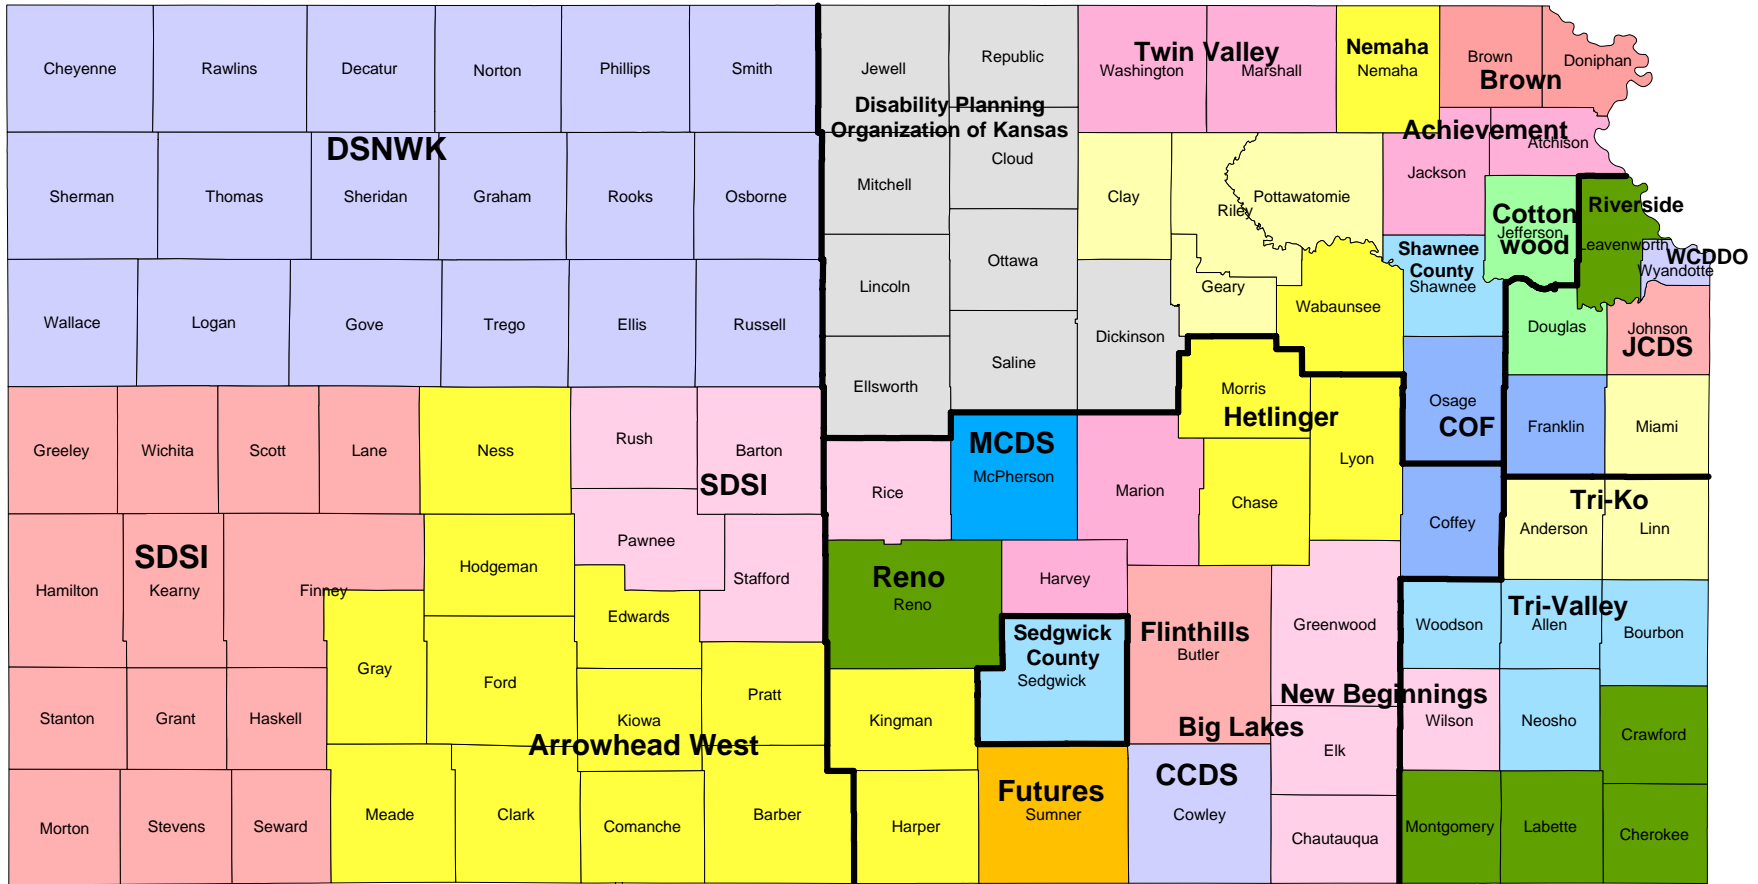 Cheyenne
Rawlins
Decatur
Norton
Phillips
Smith
Jewell
Republic
Twin Valley
Washington
Marshall
Nemaha
Nemaha
Brown
Brown
Doniphan
Disability Planning
Organization of Kansas
DSNWK
Achievement
Atchison
Jackson
Sherman
Thomas
Sheridan
Graham
Rooks
Osborne
Mitchell
Cloud
Clay
Riley
Pottawatomie
Cotton
wood
Jefferson
Riverside
Leavenworth
WCDDO
Wyandotte
Shawnee
County
Shawnee
Wallace
Logan
Gove
Trego
Ellis
Russell
Lincoln
Ottawa
Geary
Wabaunsee
Dickinson
Douglas
Johnson
JCDS
Ellsworth
Saline
Morris
Hetlinger
Osage
COF
Franklin
Miami
Greeley
Wichita
Scott
Lane
Ness
Rush
Barton
SDSI
Rice
MCDS
McPherson
Marion
Chase
Lyon
Coffey
Tri-Ko
Anderson
Linn
SDSI
Hamilton
Kearny
Finney
Hodgeman
Pawnee
Stafford
Edwards
Reno
Reno
Harvey
Sedgwick
County
Sedgwick
Flinthills
Butler
Greenwood
Tri-Valley
Woodson
Allen
Bourbon
Gray
Ford
Kiowa
Pratt
Arrowhead West
Kingman
New Beginnings
Big Lakes
Elk
Wilson
Neosho
Crawford
Stanton
Grant
Haskell
Morton
Stevens
Seward
Meade
Clark
Comanche
Barber
Harper
Futures
Sumner
CCDS
Cowley
Chautauqua
Montgomery
Labette
Cherokee